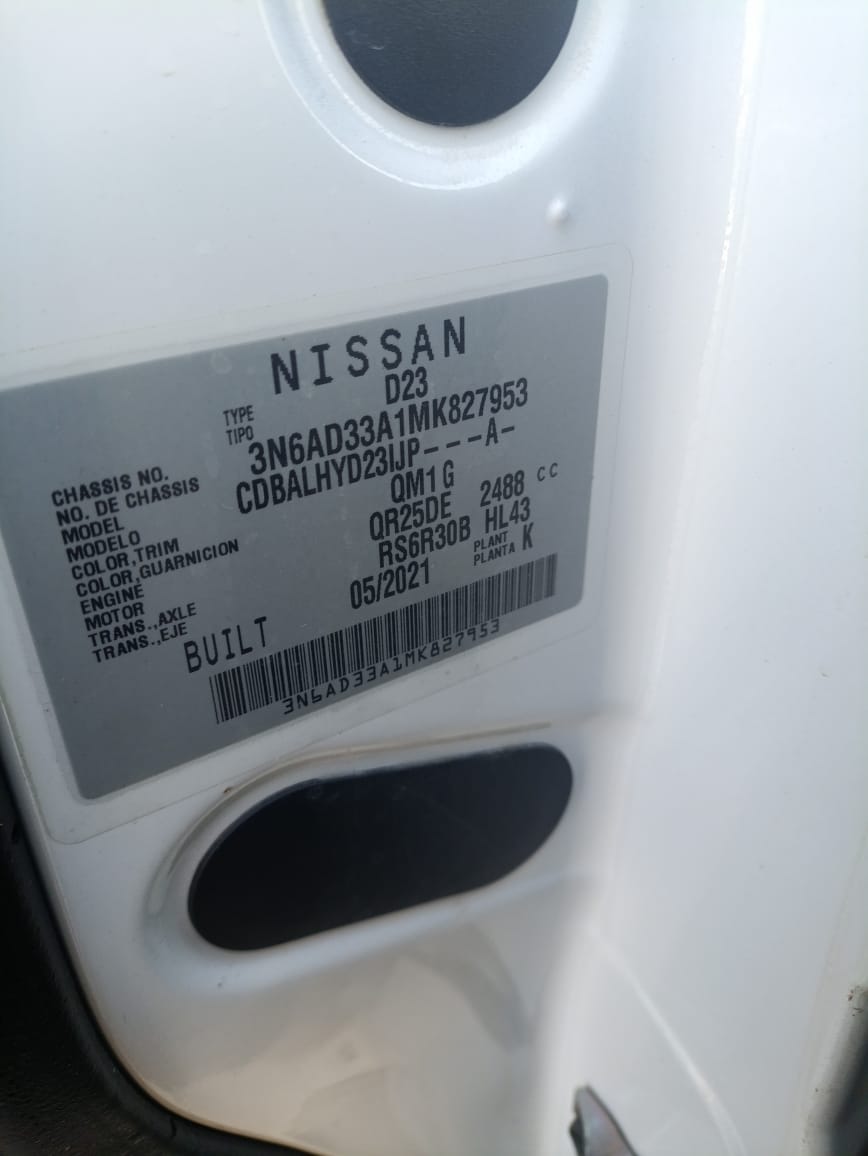 NISSAN
TYPE
TIPO D23
CHASSIS NO.
NO. DE CHASSIS 3N6AD33A1MK827953
MODEL
MODELO CDBALHYD23IJP---A-
COLOR,TRIM
COLOR,GUARNICION QM1 G
ENGINE
MOTOR QR25DE 2488 CC
TRANS.,AXLE
TRANS.,EJE RS6R30B HL43
PLANT
PLANTA K
BUILT 05/2021
3N6AD33A1MK827953